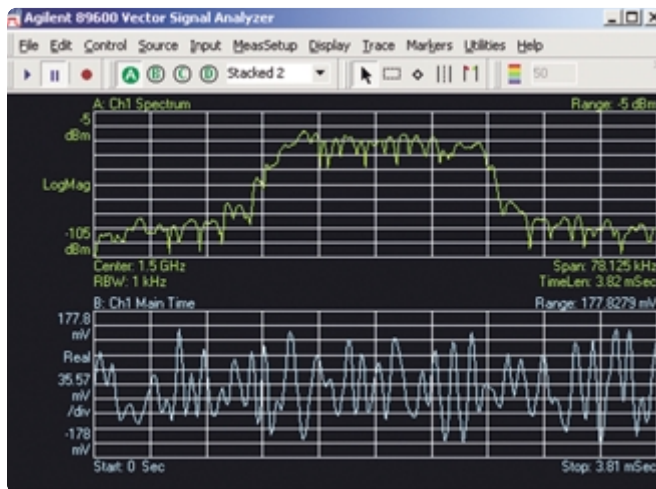 Agilent 89600 Vector Signal Analyzer
File Edit Control Source Input MeasSetup Display Trace Markers Utilities Help
A B C D Stacked 2 50
A: Ch1 Spectrum Range: -5 dBm
-5
dBm
LogMag
-105
dBm
Center: 1.5 GHz Span: 78.125 kHz
RBW: 1 kHz TimeLen: 3.82 mSec
B: Ch1 Main Time Range: 177.8279 mV
177.8
mV
Real
35.57
mV
/div
-178
mV
Start: 0 Sec Stop: 3.81 mSec